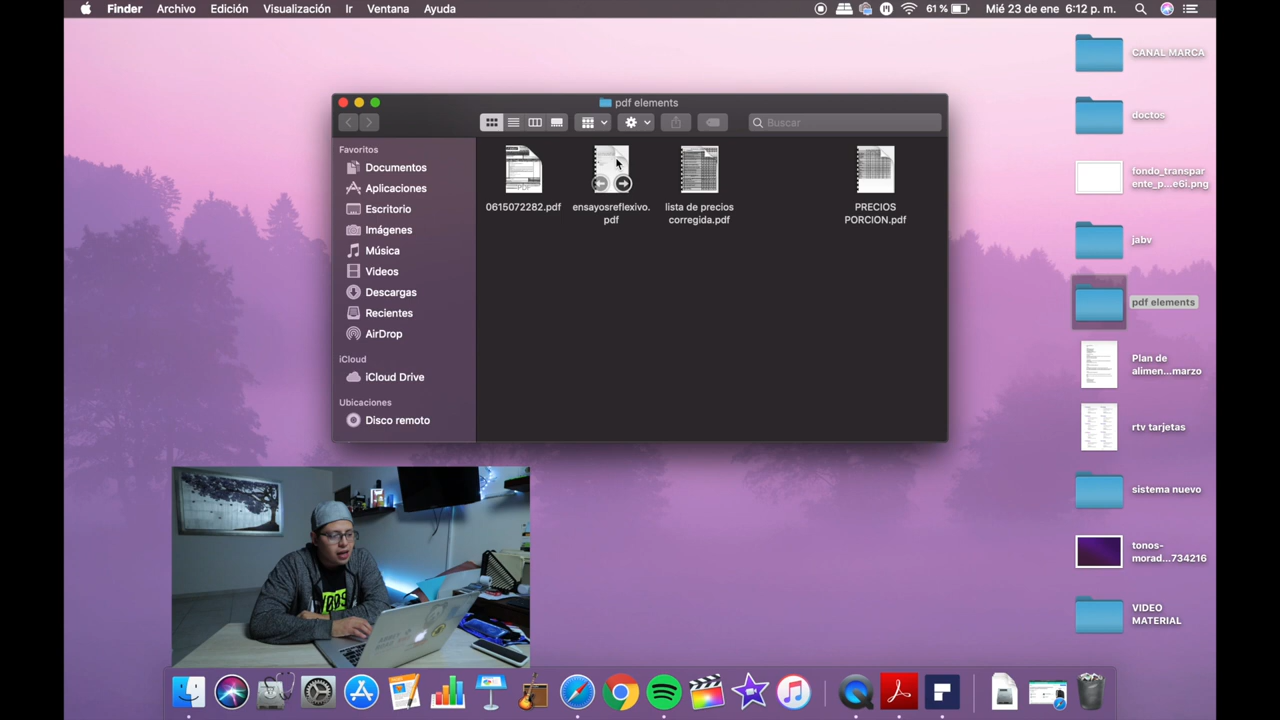 Finder Archivo Edición Visualización Ir Ventana Ayuda 61 % Mié 23 de ene 6:12 p. m.
pdf elements
Buscar
Favoritos
Documentos
Aplicaciones
Escritorio
Imágenes
Música
Videos
Descargas
Recientes
AirDrop
iCloud
iCloud Drive
Ubicaciones
Disco remoto
0615072282.pdf
ensayosreflexivo.
pdf
lista de precios
corregida.pdf
PRECIOS
PORCION.pdf
CANAL MARCA
doctos
fondo_transpar
ente_p...e6i.png
jabv
pdf elements
Plan de
alimen...marzo
rtv tarjetas
sistema nuevo
tonos-
morad...734216
VIDEO
MATERIAL